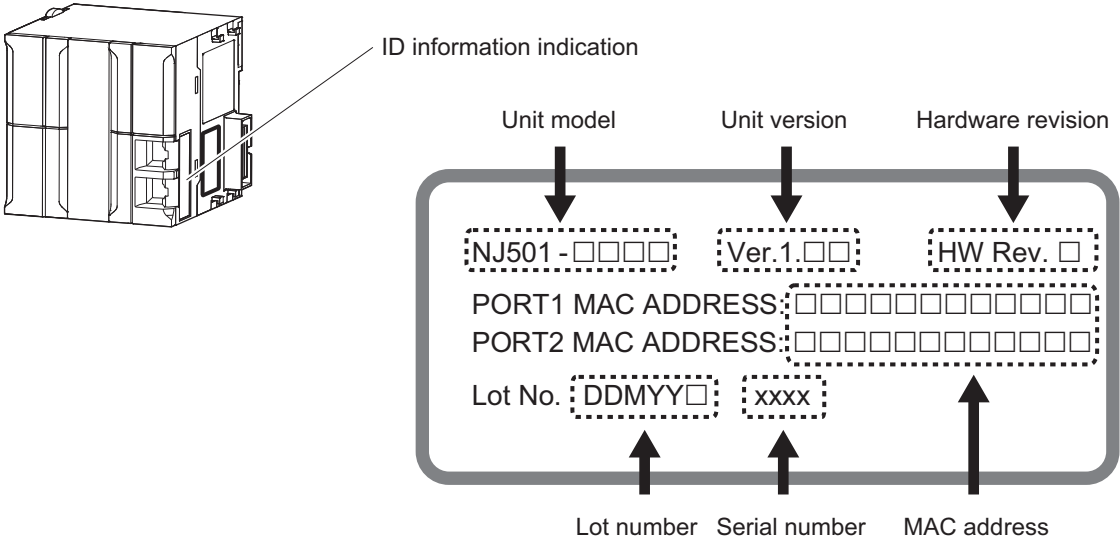 ID information indication
Unit model Unit version Hardware revision
NJ501-□□□□ Ver.1.□□ HW Rev. □
PORT1 MAC ADDRESS: □□□□□□□□□□□□
PORT2 MAC ADDRESS: □□□□□□□□□□□□
Lot No. DDMYY□ xxxx
Lot number Serial number MAC address